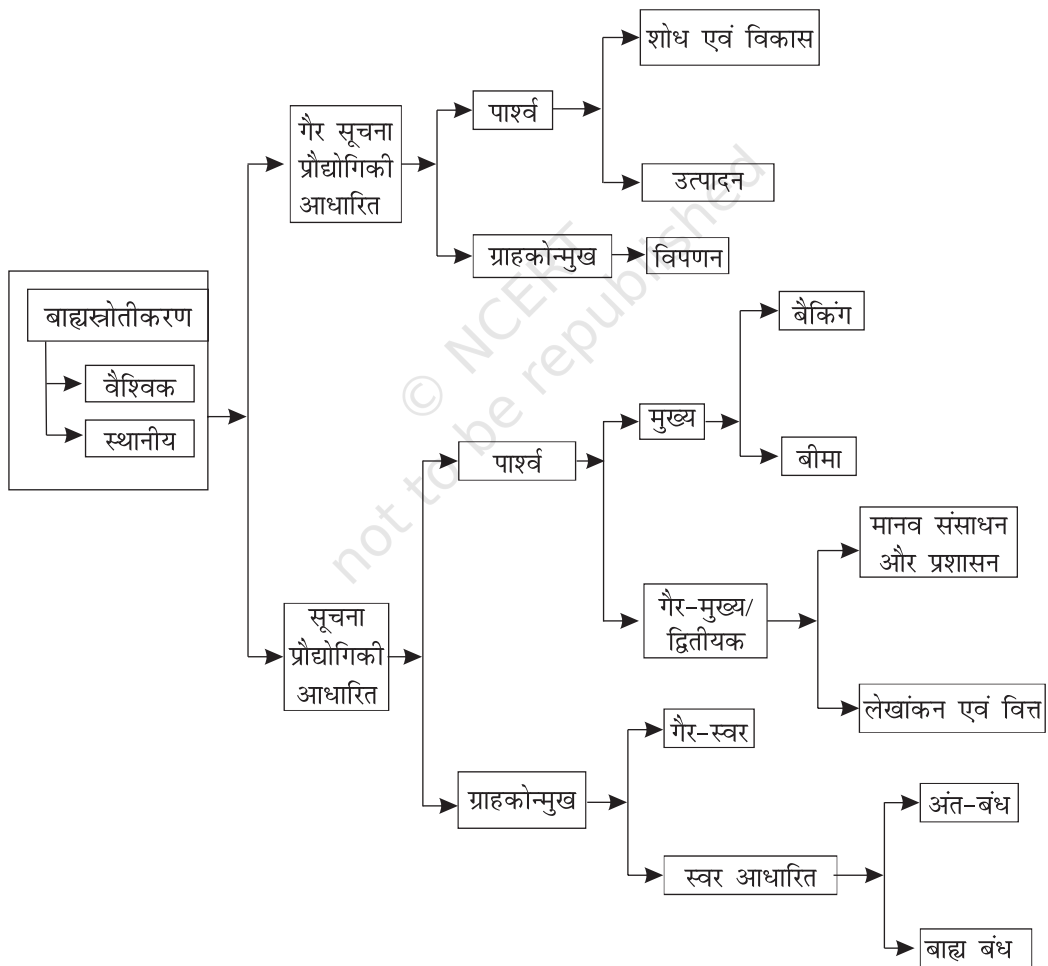 शोध एवं विकास
पार्श्व
गैर सूचना
प्रौद्योगिकी
आधारित
उत्पादन
ग्राहकोन्मुख
विपणन
बाह्यस्रोतीकरण
वैश्विक
स्थानीय
बैकिंग
मुख्य
पार्श्व
बीमा
मानव संसाधन
और प्रशासन
गैर-मुख्य/
द्वितीयक
सूचना
प्रौद्योगिकी
आधारित
लेखांकन एवं वित्त
गैर-स्वर
ग्राहकोन्मुख
अंत-बंध
स्वर आधारित
बाह्य बंध
© NCERT
not to be republished